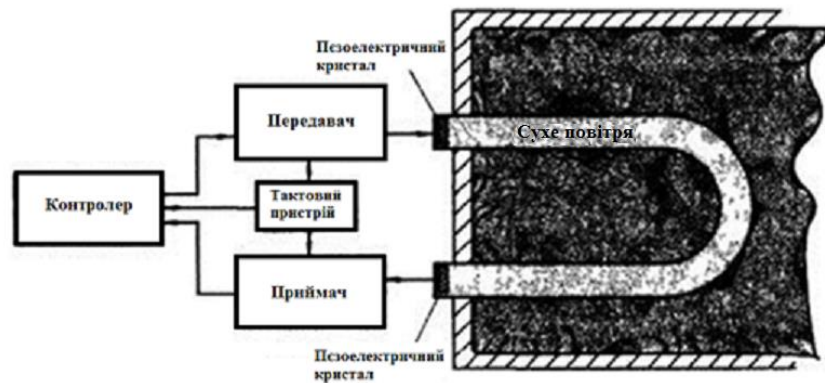 Пєзоелектричний
кристал
Передавач
Сухе повітря
Контролер
Тактовий
пристрій
Приймач
Пєзоелектричний
кристал